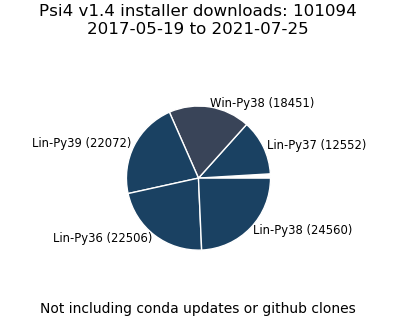 Psi4 v1.4 installer downloads: 101094
2017-05-19 to 2021-07-25
Win-Py38 (18451)
Lin-Py39 (22072)
Lin-Py37 (12552)
Lin-Py36 (22506)
Lin-Py38 (24560)
Not including conda updates or github clones